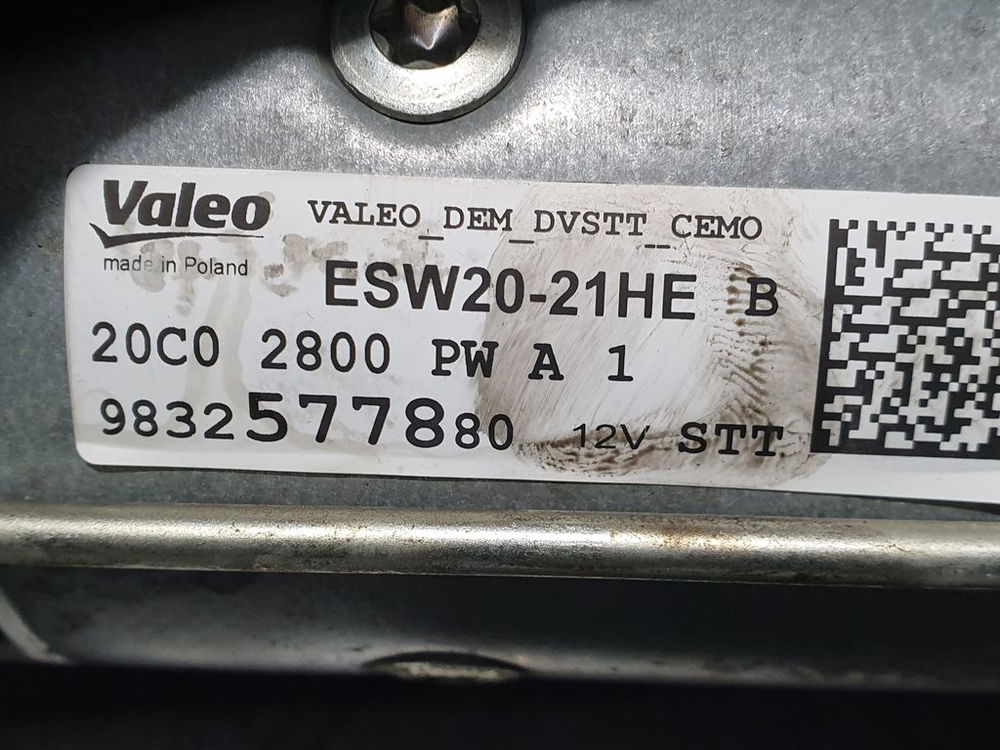 Valeo VALEO_DEM_DVSTT_CEMO
made in Poland
ESW20-21HE B
20C0 2800 PW A 1
9832577880 12V STT